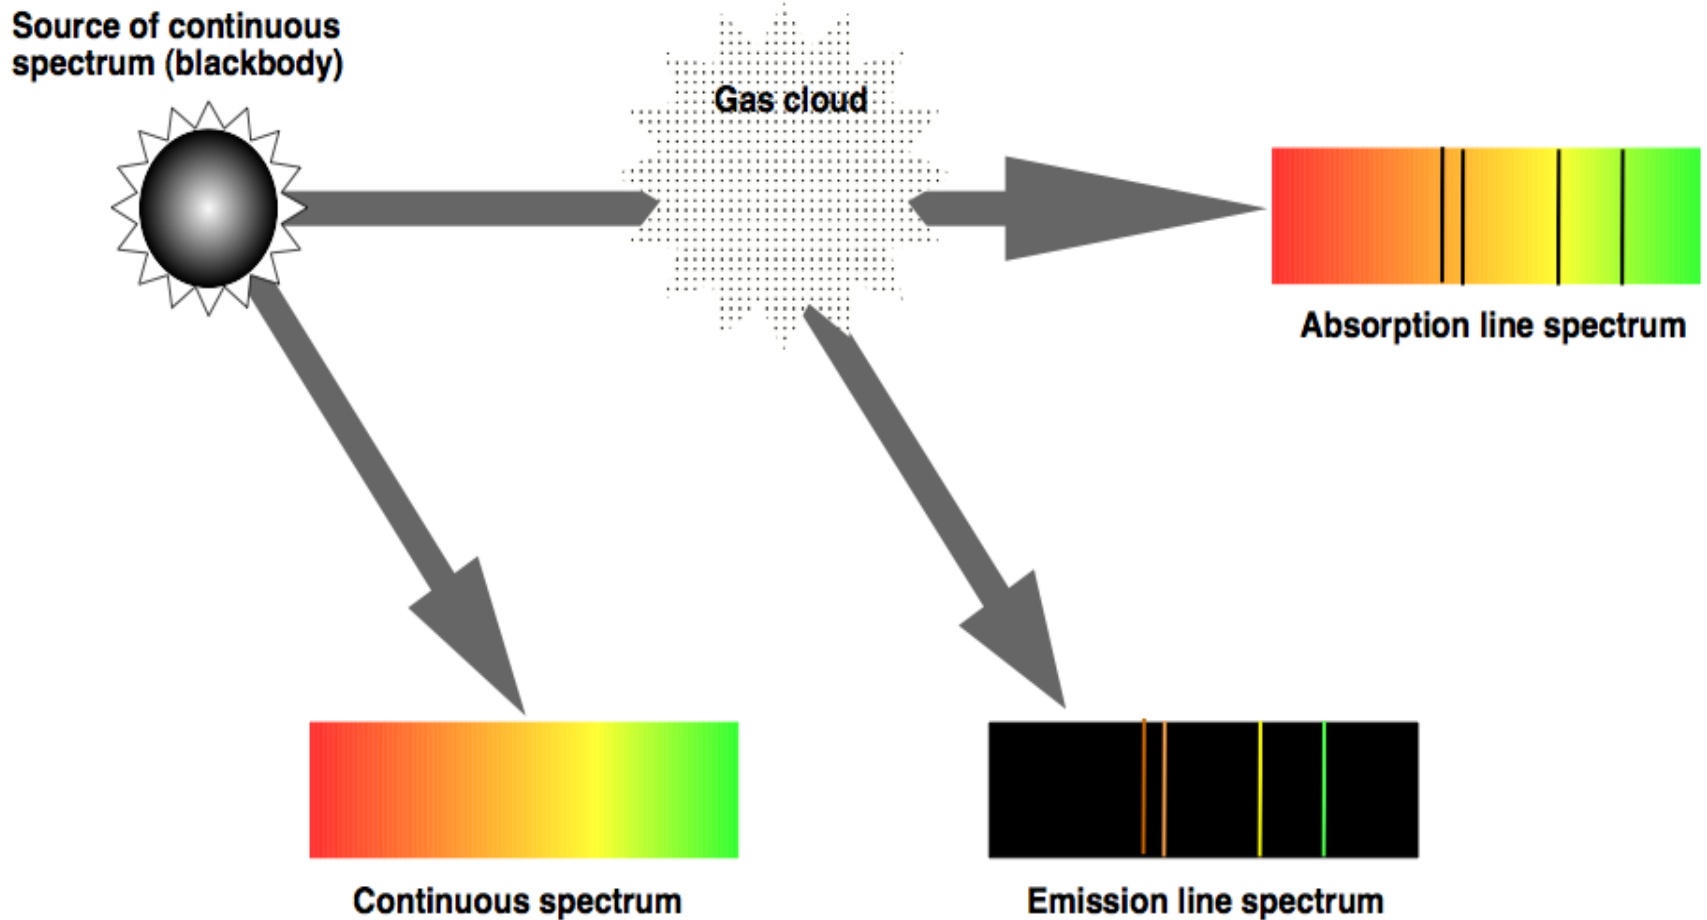 Source of continuous
spectrum (blackbody)
Gas cloud
Absorption line spectrum
Continuous spectrum
Emission line spectrum